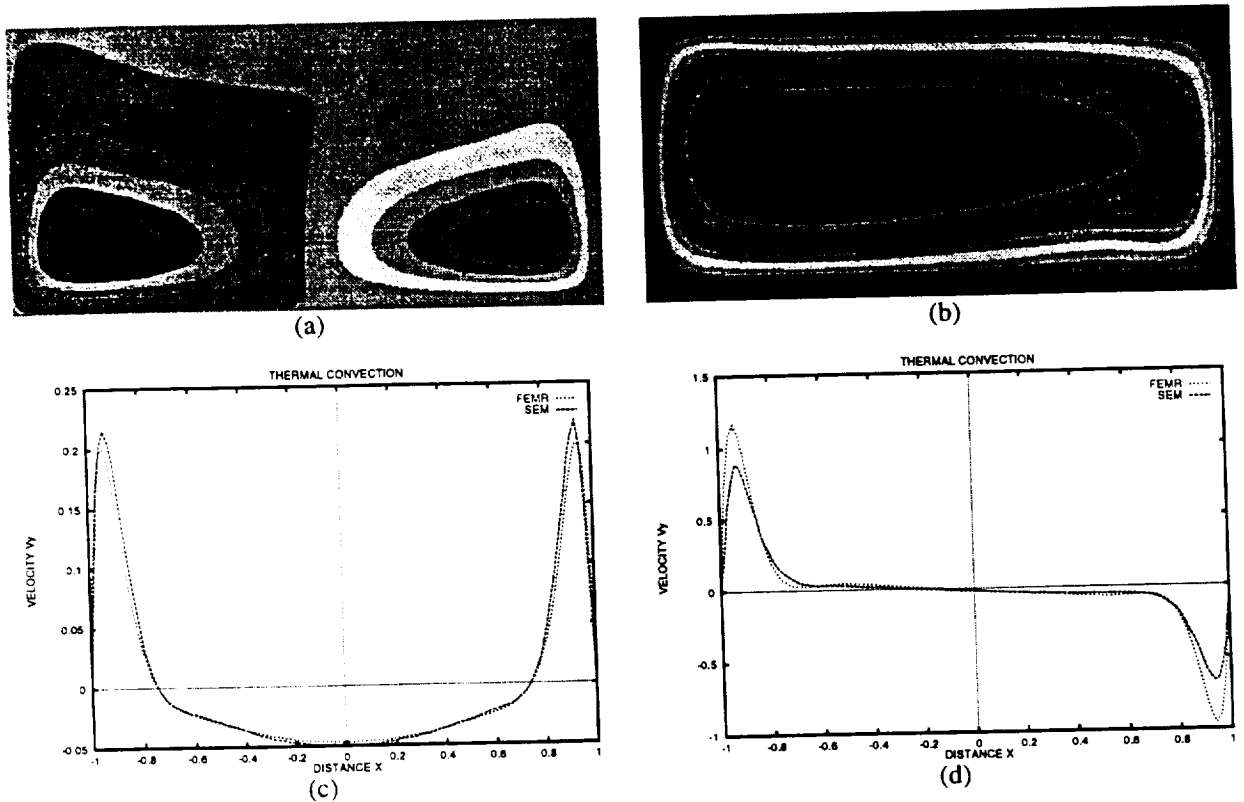 (a)
(b)
THERMAL CONVECTION
0.25
0.2
0.15
0.1
0.05
0
-0.05
VELOCITY Vy
FEMR
SEM
-1 -0.8 -0.6 -0.4 -0.2 0 0.2 0.4 0.6 0.8 1
DISTANCE X
(c)
THERMAL CONVECTION
1.5
1
0.5
0
-0.5
-1
VELOCITY Vy
FEMR
SEM
-1 -0.8 -0.6 -0.4 -0.2 0 0.2 0.4 0.6 0.8 1
DISTANCE X
(d)